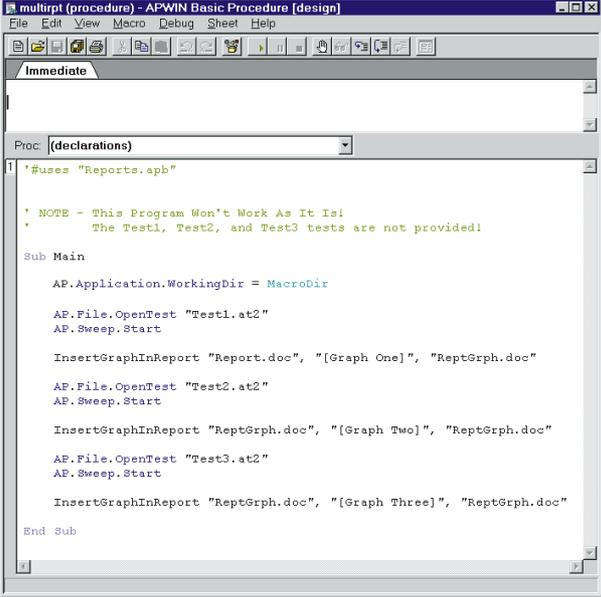 multirpt (procedure) - APWIN Basic Procedure [design]
File Edit View Macro Debug Sheet Help
Immediate
Proc: (declarations)
1
'#uses "Reports.apb"
' NOTE - This Program Won't Work As It Is!
' The Test1, Test2, and Test3 tests are not provided!
Sub Main
AP.Application.WorkingDir = MacroDir
AP.File.OpenTest "Test1.at2"
AP.Sweep.Start
InsertGraphInReport "Report.doc", "[Graph One]", "ReptGrph.doc"
AP.File.OpenTest "Test2.at2"
AP.Sweep.Start
InsertGraphInReport "ReptGrph.doc", "[Graph Two]", "ReptGrph.doc"
AP.File.OpenTest "Test3.at2"
AP.Sweep.Start
InsertGraphInReport "ReptGrph.doc", "[Graph Three]", "ReptGrph.doc"
End Sub